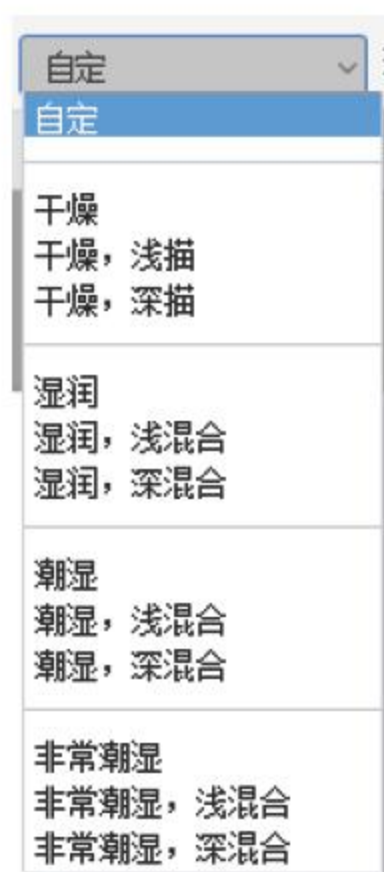 自定
自定
干燥
干燥，浅描
干燥，深描
湿润
湿润，浅混合
湿润，深混合
潮湿
潮湿，浅混合
潮湿，深混合
非常潮湿
非常潮湿，浅混合
非常潮湿，深混合